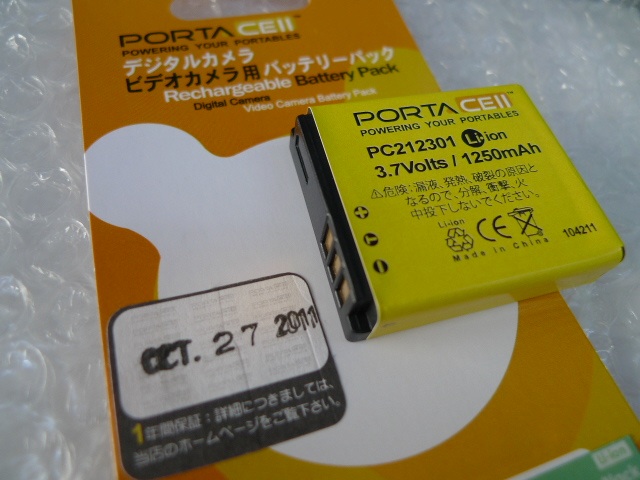 PORTA CEll
POWERING YOUR PORTABLES
デジタルカメラ
ビデオカメラ用バッテリーパック
Rechargeable Battery Pack
Digital Camera
Video Camera Battery Pack
PORTA CEll™
POWERING YOUR PORTABLES
PC212301 Li-ion
3.7Volts / 1250mAh
⚠危険：漏液、発熱、破裂の原因と
なるので、分解、衝撃、火
中投下しないでください。
Li-ion
CE
Made in China
104211
OCT. 27 2011
1年間保証：詳細につきましては、
当店のホームページをご覧下さい。
Li-ion